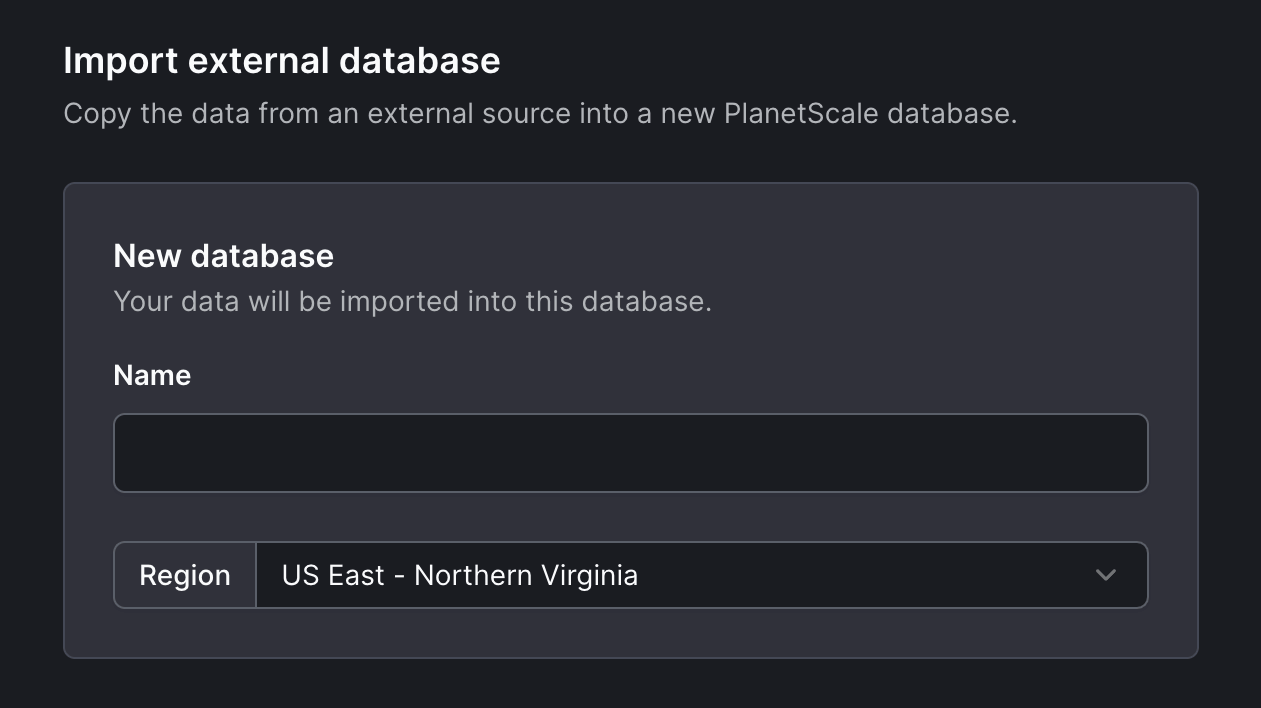 Import external database
Copy the data from an external source into a new PlanetScale database.
New database
Your data will be imported into this database.
Name
Region US East - Northern Virginia